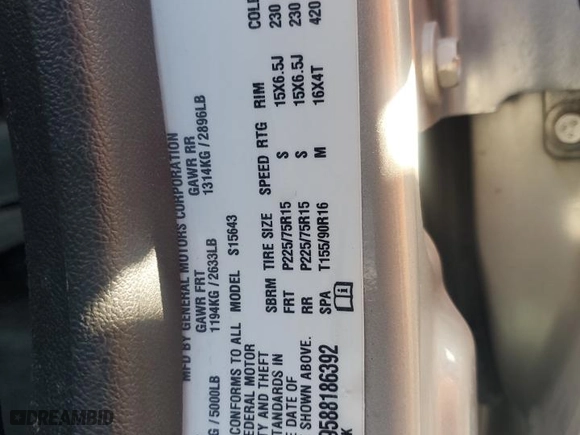 MFD BY GENERAL MOTORS CORPORATION
GAWR FRT GAWR RR
/5000LB 1194KG/2633LB 1314KG/2896LB
CONFORMS TO ALL MODEL S15643
FEDERAL MOTOR
AND THEFT SBRM TIRE SIZE SPEED RTG RIM
STANDARDS IN FRT P225/75R15 S 15X6.5J 230
DATE OF RR P225/75R15 S 15X6.5J 230
SHOWN ABOVE. SPA T155/90R16 M 16X4T 420
9588186392
DREAMBID